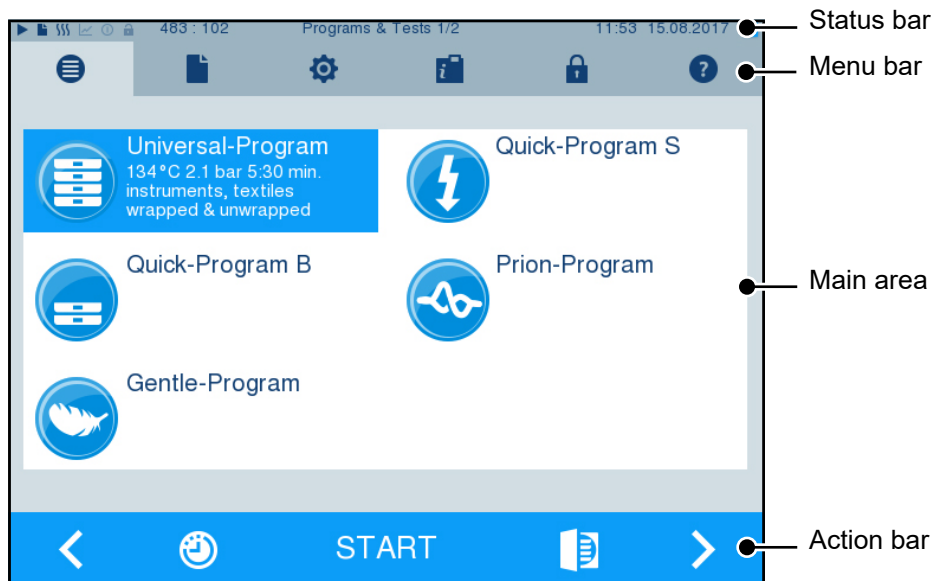 483 : 102 Programs & Tests 1/2 11:53 15.08.2017
Status bar
Menu bar
Universal-Program
134°C 2.1 bar 5:30 min.
instruments, textiles
wrapped & unwrapped
Quick-Program S
Quick-Program B
Prion-Program
Main area
Gentle-Program
START
Action bar